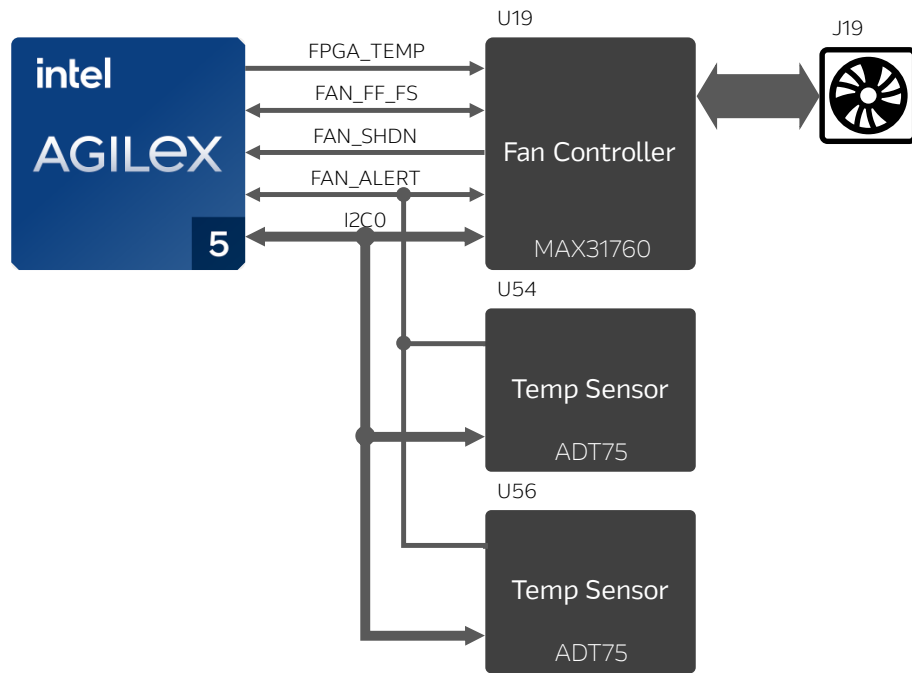 U19
J19
intel
AGILEX
5
FPGA_TEMP
FAN_FF_FS
FAN_SHDN
FAN_ALERT
I2C0
Fan Controller
MAX31760
U54
Temp Sensor
ADT75
U56
Temp Sensor
ADT75